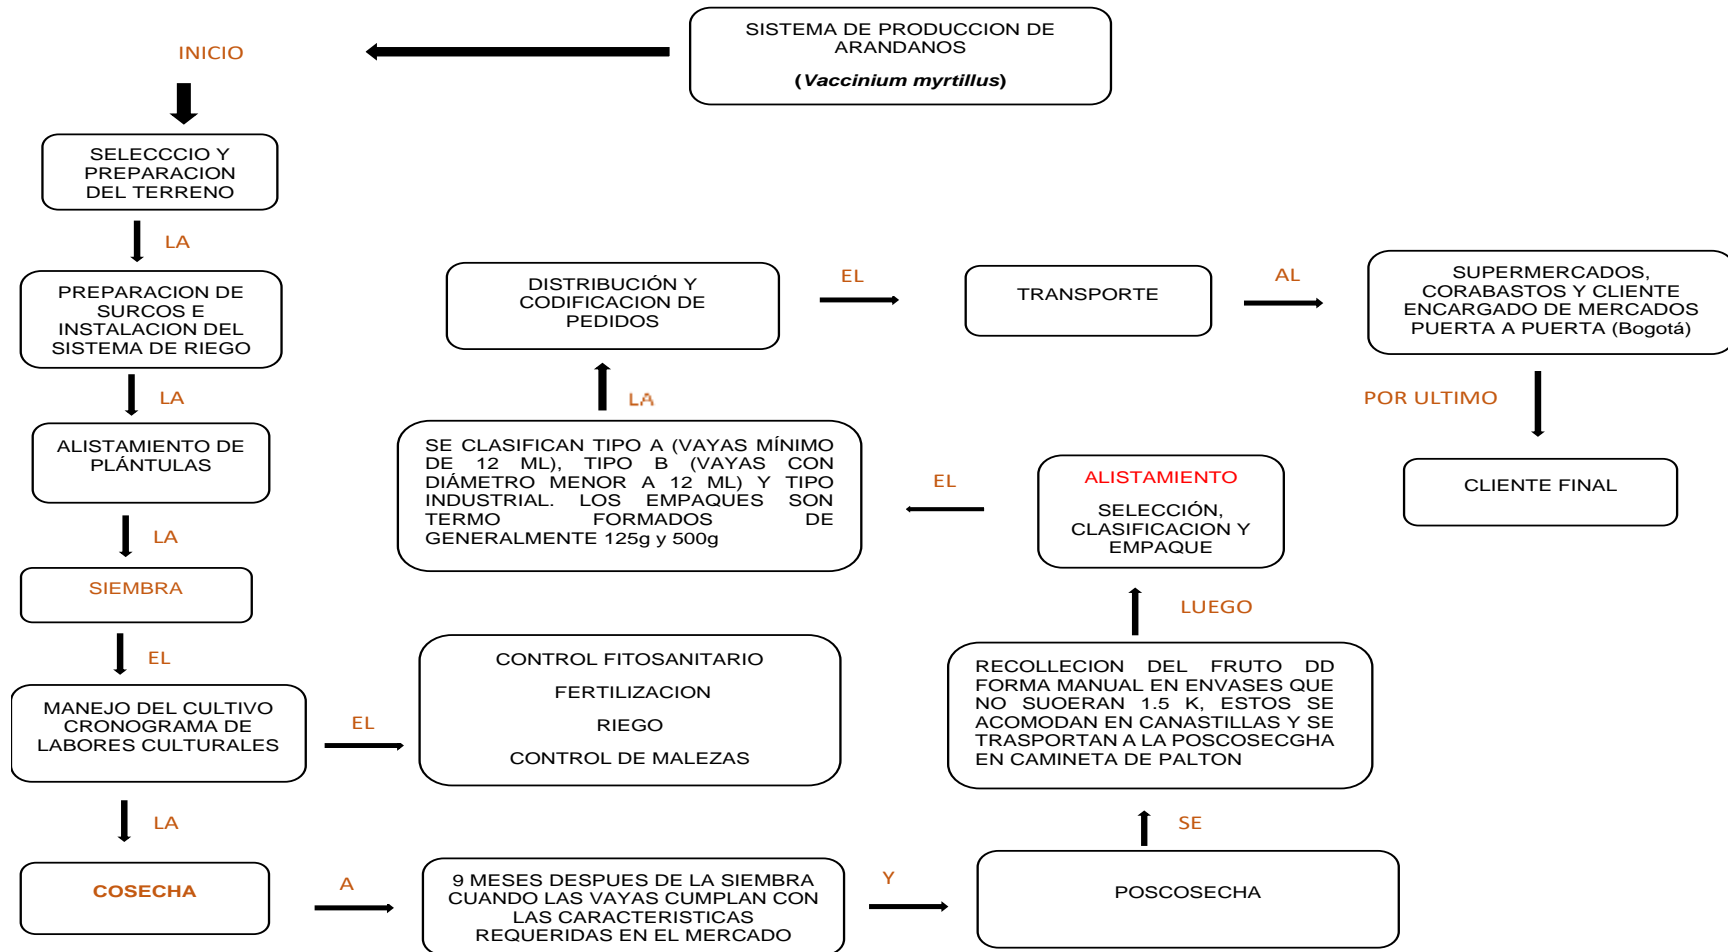 SISTEMA DE PRODUCCION DE
ARANDANOS
(Vaccinium myrtillus)
INICIO
SELECCCIO Y
PREPARACION
DEL TERRENO
LA
PREPARACION DE
SURCOS E
INSTALACION DEL
SISTEMA DE RIEGO
LA
ALISTAMIENTO DE
PLÁNTULAS
LA
SIEMBRA
EL
MANEJO DEL CULTIVO
CRONOGRAMA DE
LABORES CULTURALES
EL
CONTROL FITOSANITARIO
FERTILIZACION
RIEGO
CONTROL DE MALEZAS
LA
COSECHA
A
9 MESES DESPUES DE LA SIEMBRA
CUANDO LAS VAYAS CUMPLAN CON
LAS CARACTERISTICAS
REQUERIDAS EN EL MERCADO
Y
POSCOSECHA
SE
RECOLLECION DEL FRUTO DD
FORMA MANUAL EN ENVASES QUE
NO SUOERAN 1.5 K, ESTOS SE
ACOMODAN EN CANASTILLAS Y SE
TRASPORTAN A LA POSCOSECGHA
EN CAMINETA DE PALTON
LUEGO
ALISTAMIENTO
SELECCIÓN,
CLASIFICACION Y
EMPAQUE
EL
SE CLASIFICAN TIPO A (VAYAS MÍNIMO
DE 12 ML), TIPO B (VAYAS CON
DIÁMETRO MENOR A 12 ML) Y TIPO
INDUSTRIAL. LOS EMPAQUES SON
TERMO FORMADOS DE
GENERALMENTE 125g y 500g
LA
DISTRIBUCIÓN Y
CODIFICACION DE
PEDIDOS
EL
TRANSPORTE
AL
SUPERMERCADOS,
CORABASTOS Y CLIENTE
ENCARGADO DE MERCADOS
PUERTA A PUERTA (Bogotá)
POR ULTIMO
CLIENTE FINAL